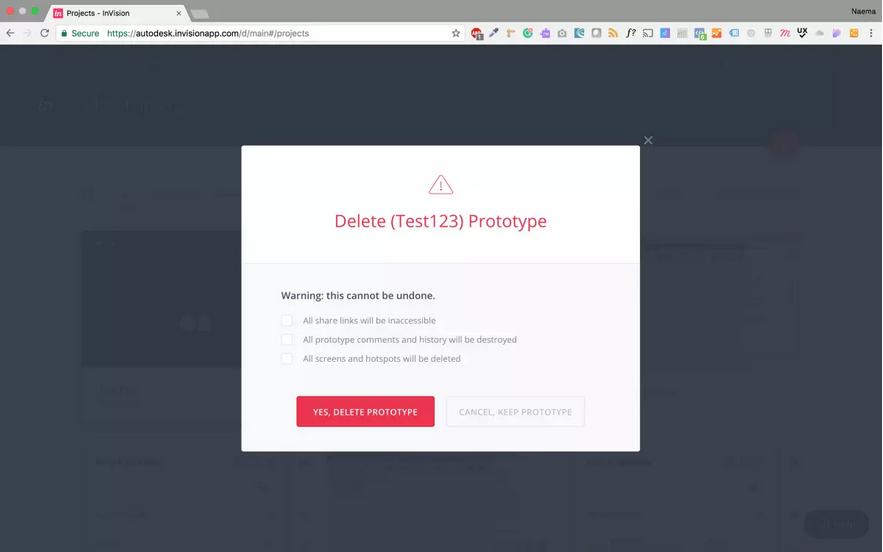 Projects - InVision
Naema
Secure
https://autodesk.invisionapp.com/d/main#/projects
Delete (Test123) Prototype
Warning: this cannot be undone.
All share links will be inaccessible
All prototype comments and history will be destroyed
All screens and hotspots will be deleted
YES, DELETE PROTOTYPE
CANCEL, KEEP PROTOTYPE